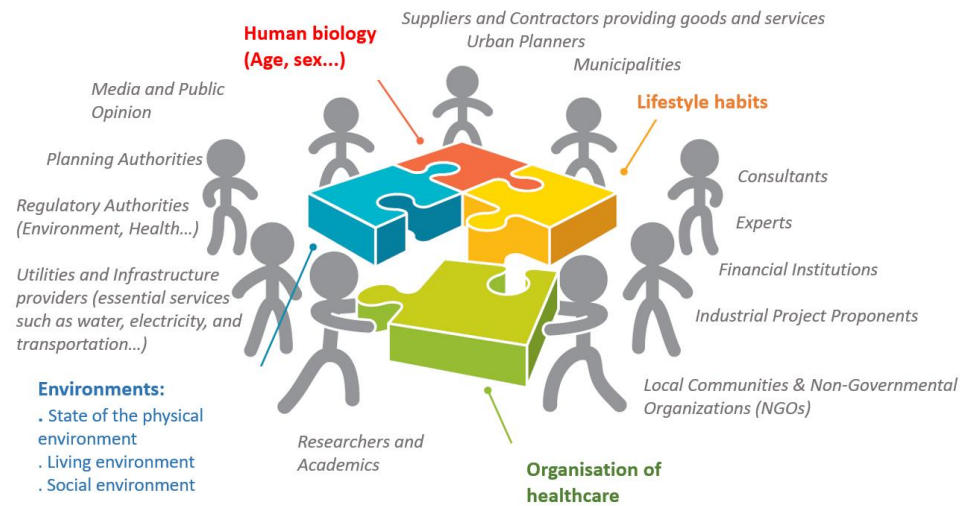 Suppliers and Contractors providing goods and services
Urban Planners
Municipalities
Human biology
(Age, sex...)
Lifestyle habits
Media and Public
Opinion
Planning Authorities
Regulatory Authorities
(Environment, Health...)
Utilities and Infrastructure
providers (essential services
such as water, electricity, and
transportation...)
Consultants
Experts
Financial Institutions
Industrial Project Proponents
Local Communities & Non-Governmental
Organizations (NGOs)
Environments:
. State of the physical
environment
. Living environment
. Social environment
Researchers and
Academics
Organisation of
healthcare